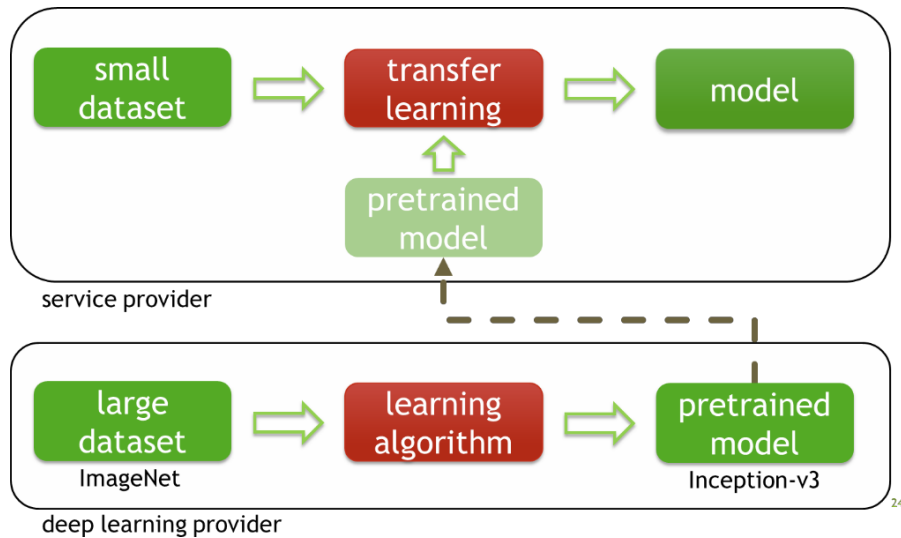 small
dataset
transfer
learning
model
pretrained
model
service provider
large
dataset
ImageNet
learning
algorithm
pretrained
model
Inception-v3
deep learning provider